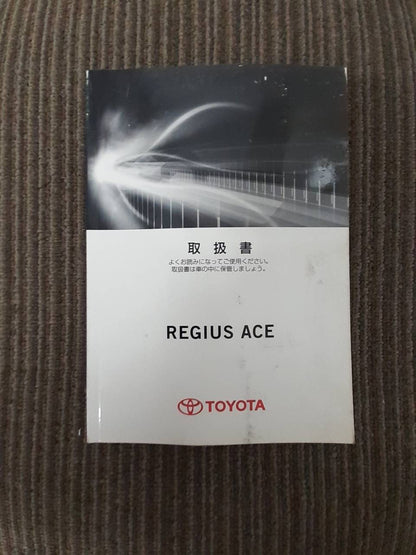 取扱書
よくお読みになってご使用ください。
取扱書は車の中に保管しましょう。
REGIUS ACE
TOYOTA